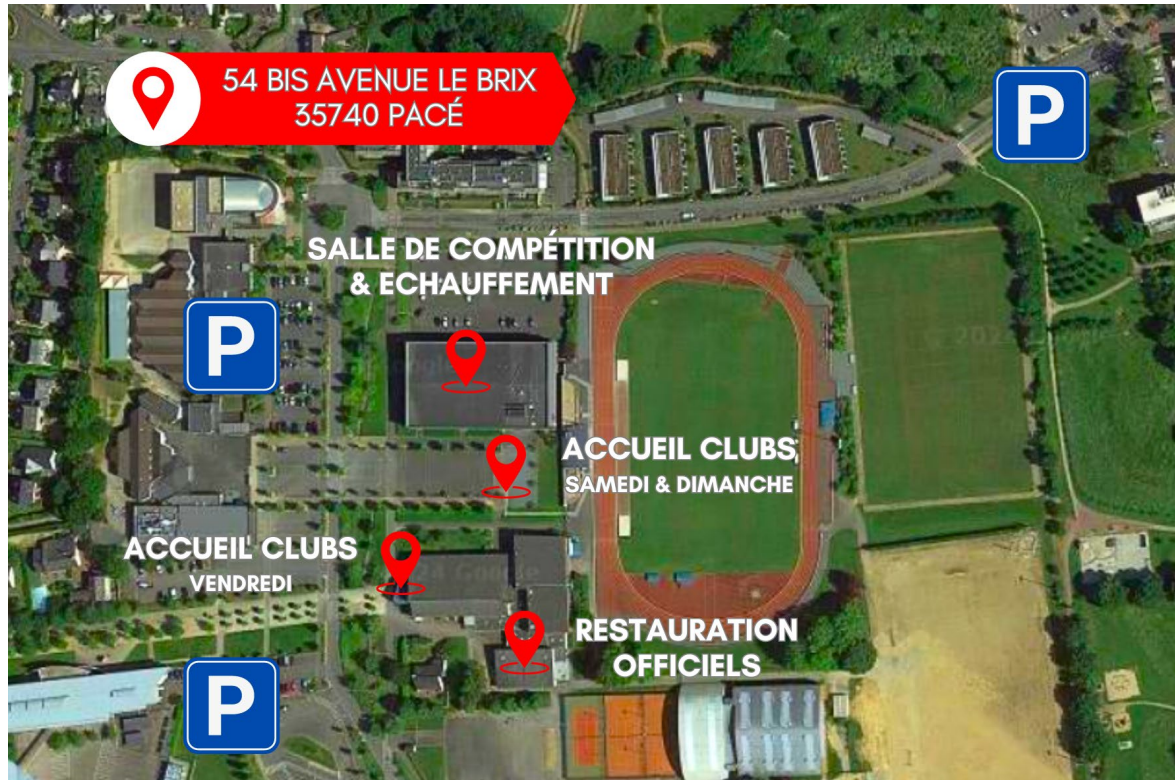 54 BIS AVENUE LE BRIX
35740 PACÉ
P
SALLE DE COMPÉTITION
& ECHAUFFEMENT
P
ACCUEIL CLUBS
SAMEDI & DIMANCHE
ACCUEIL CLUBS
VENDREDI
RESTAURATION
OFFICIELS
P